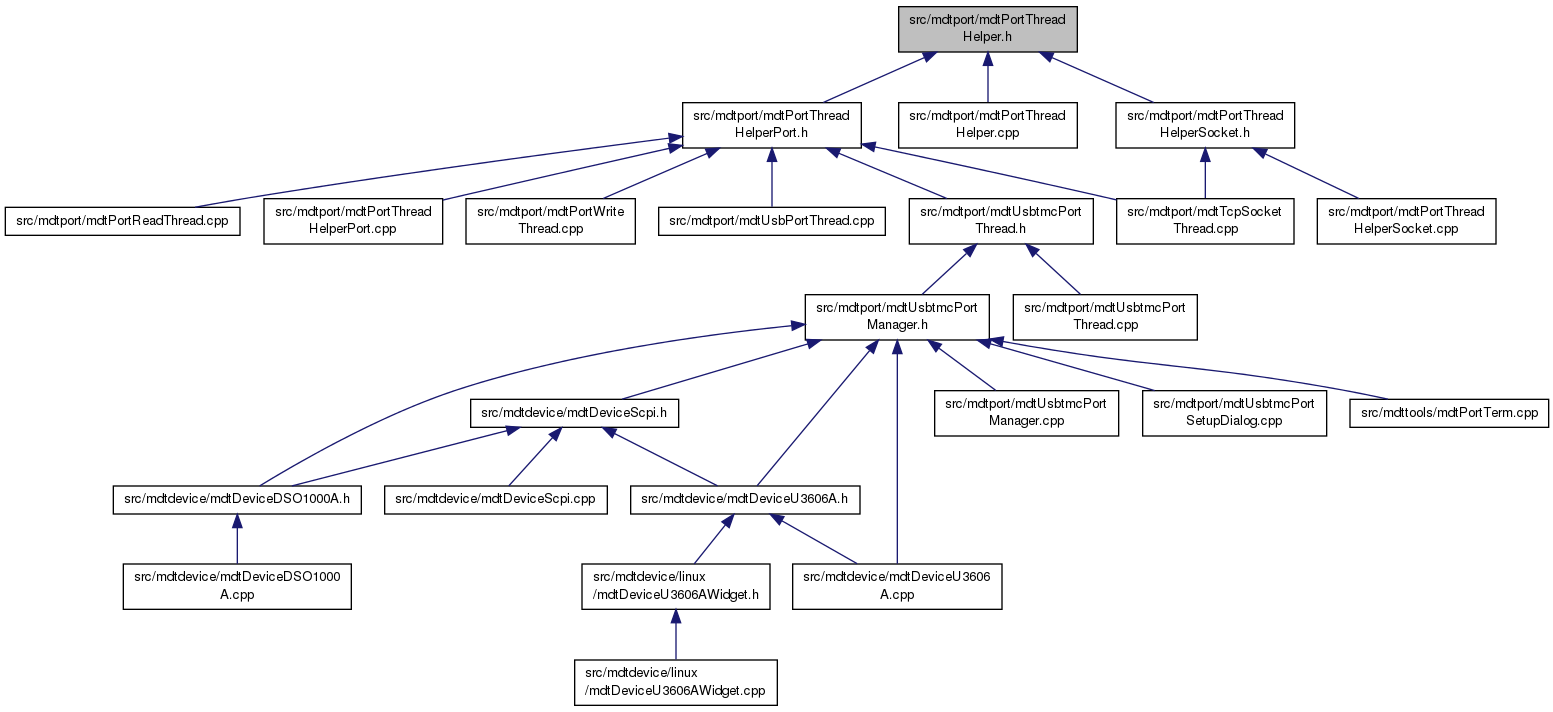 src/mdtport/mdtPortThread
Helper.h
src/mdtport/mdtPortThread
HelperPort.h
src/mdtport/mdtPortThread
Helper.cpp
src/mdtport/mdtPortThread
HelperSocket.h
src/mdtport/mdtPortReadThread.cpp
src/mdtport/mdtPortThread
HelperPort.cpp
src/mdtport/mdtPortWrite
Thread.cpp
src/mdtport/mdtUsbPortThread.cpp
src/mdtport/mdtUsbtmcPort
Thread.h
src/mdtport/mdtTcpSocket
Thread.cpp
src/mdtport/mdtPortThread
HelperSocket.cpp
src/mdtport/mdtUsbtmcPort
Manager.h
src/mdtport/mdtUsbtmcPort
Thread.cpp
src/mdtdevice/mdtDeviceScpi.h
src/mdtport/mdtUsbtmcPort
Manager.cpp
src/mdtport/mdtUsbtmcPort
SetupDialog.cpp
src/mdttools/mdtPortTerm.cpp
src/mdtdevice/mdtDeviceDSO1000A.h
src/mdtdevice/mdtDeviceScpi.cpp
src/mdtdevice/mdtDeviceU3606A.h
src/mdtdevice/mdtDeviceDSO1000
A.cpp
src/mdtdevice/linux
/mdtDeviceU3606AWidget.h
src/mdtdevice/mdtDeviceU3606
A.cpp
src/mdtdevice/linux
/mdtDeviceU3606AWidget.cpp